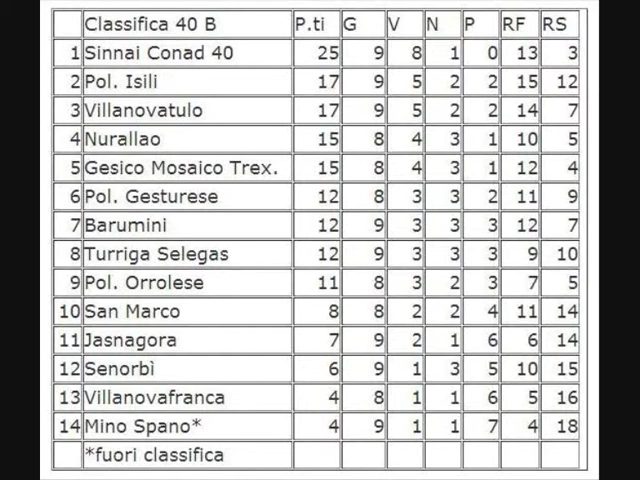 Classifica 40 B P.ti G V N P RF RS
1 Sinnai Conad 40 25 9 8 1 0 13 3
2 Pol. Isili 17 9 5 2 2 15 12
3 Villanovatulo 17 9 5 2 2 14 7
4 Nurallao 15 8 4 3 1 10 5
5 Gesico Mosaico Trex. 15 8 4 3 1 12 4
6 Pol. Gesturese 12 8 3 3 2 11 9
7 Barumini 12 9 3 3 3 12 7
8 Turriga Selegas 12 9 3 3 3 9 10
9 Pol. Orrolese 11 8 3 2 3 7 5
10 San Marco 8 8 2 2 4 11 14
11 Jasnagora 7 9 2 1 6 6 14
12 Senorbì 6 9 1 3 5 10 15
13 Villanovafranca 4 8 1 1 6 5 16
14 Mino Spano* 4 9 1 1 7 4 18
*fuori classifica